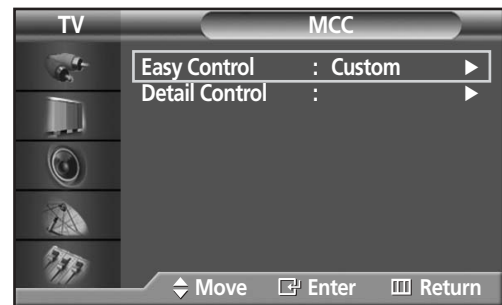 TV MCC
Easy Control : Custom
Detail Control :
Move Enter Return